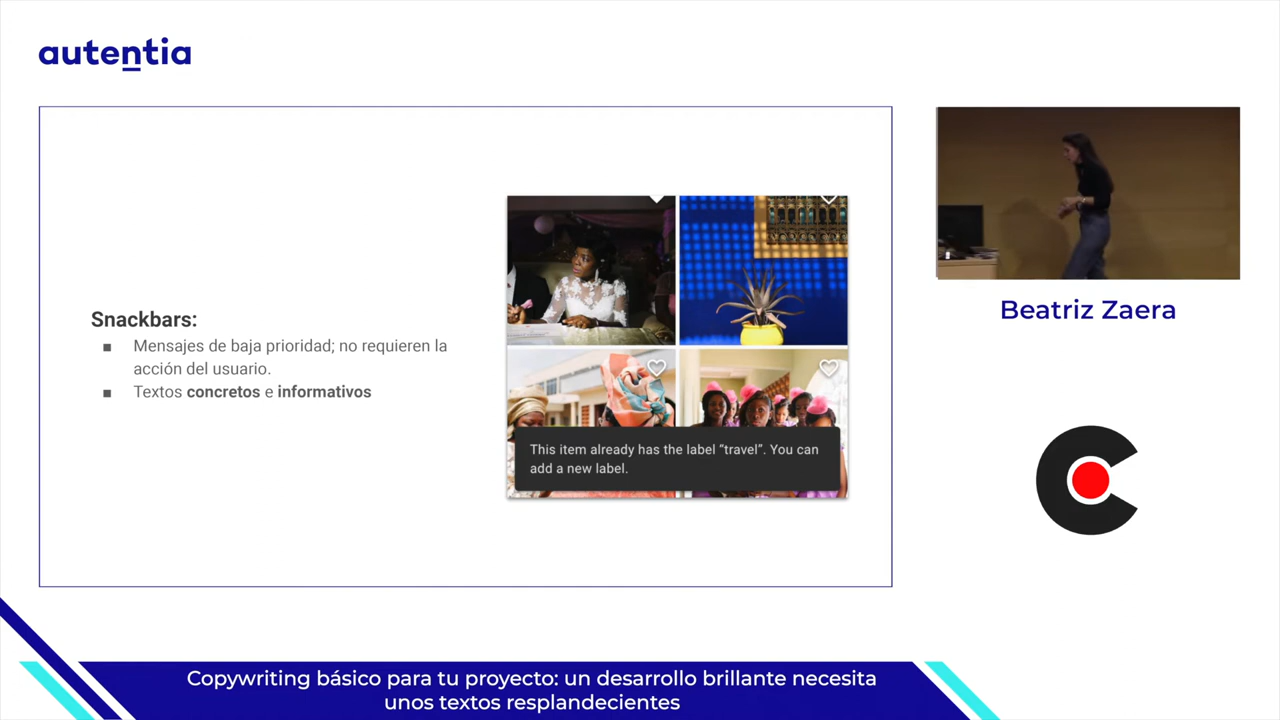 autentia
Snackbars:
■ Mensajes de baja prioridad; no requieren la
acción del usuario.
■ Textos concretos e informativos
This item already has the label “travel”. You can
add a new label.
Beatriz Zaera
Copywriting básico para tu proyecto: un desarrollo brillante necesita
unos textos resplandecientes